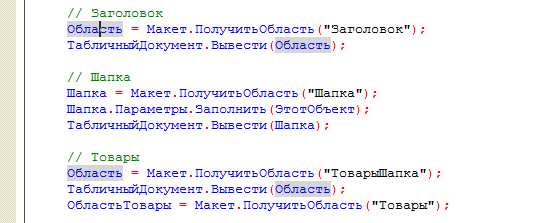 // Заголовок
Область = Макет.ПолучитьОбласть("Заголовок");
ТабличныйДокумент.Вывести(Область);
// Шапка
Шапка = Макет.ПолучитьОбласть("Шапка");
Шапка.Параметры.Заполнить(ЭтотОбъект);
ТабличныйДокумент.Вывести(Шапка);
// Товары
Область = Макет.ПолучитьОбласть("ТоварыШапка");
ТабличныйДокумент.Вывести(Область);
ОбластьТовары = Макет.ПолучитьОбласть("Товары");